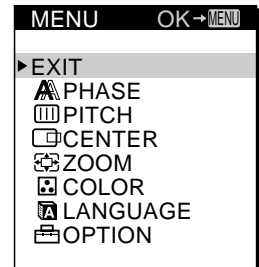 MENU OK→MENU
▶EXIT
PHASE
PITCH
CENTER
ZOOM
COLOR
LANGUAGE
OPTION